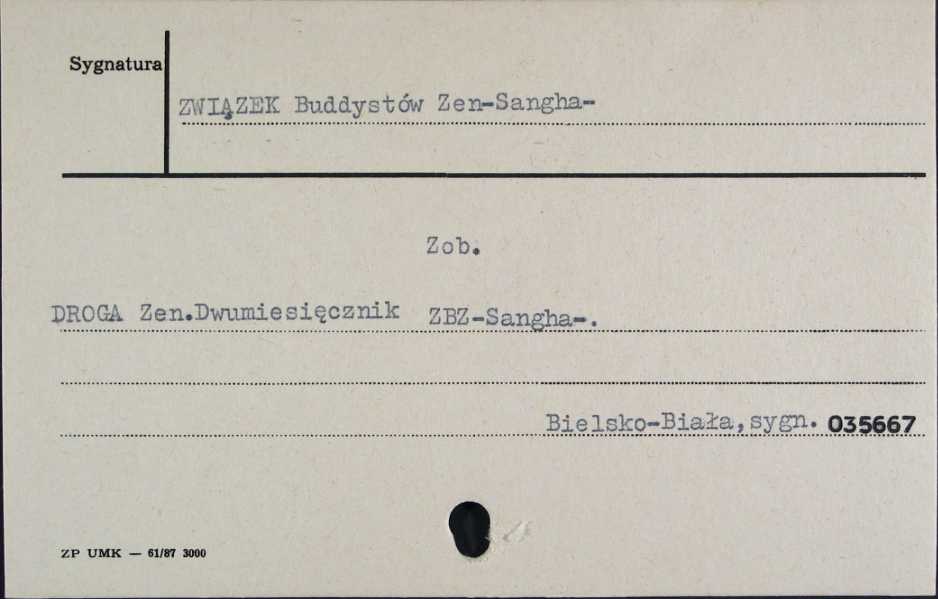 Sygnatura
ZWIĄZEK Buddystów Zen-Sangha-
Zob.
DROGA Zen.Dwumiesięcznik ZBZ-Sangha-.
Bielsko-Biała,sygn. 035667
ZP UMK — 61/87 3000